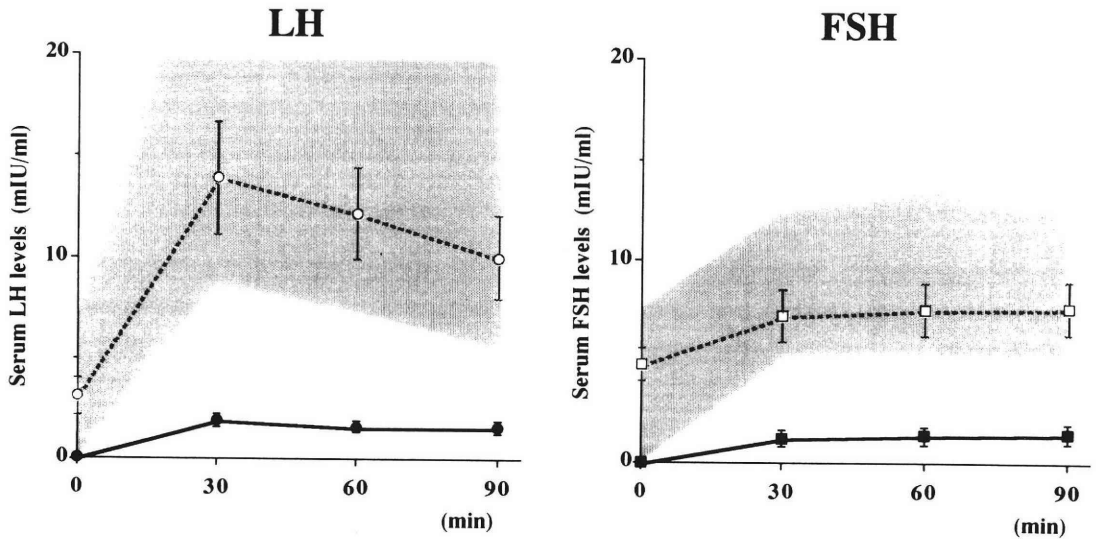 LH
20
10
0
Serum LH levels (mIU/ml)
0 30 60 90
(min)
FSH
20
10
0
Serum FSH levels (mIU/ml)
0 30 60 90
(min)